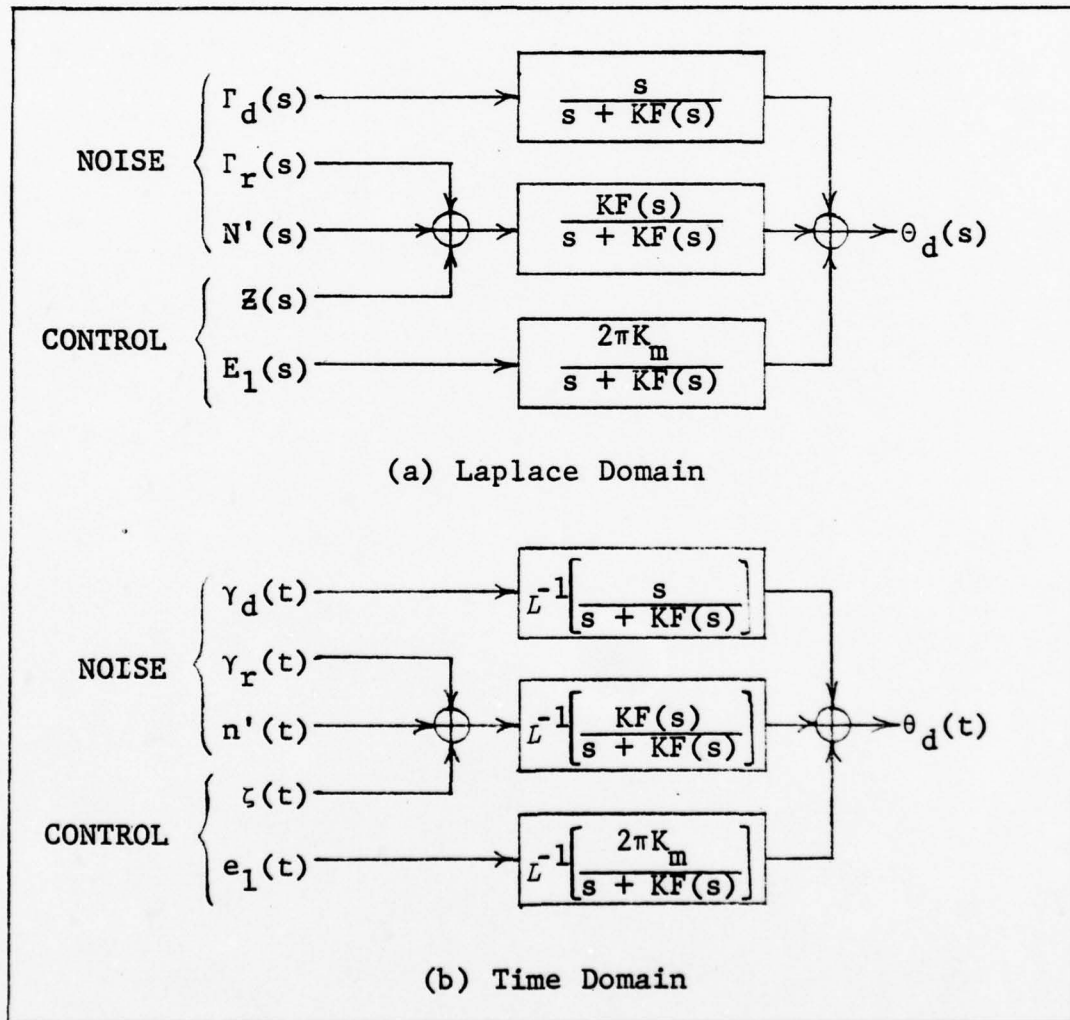 Γd(s)
s
s + KF(s)
NOISE
Γr(s)
N'(s)
KF(s)
s + KF(s)
Θd(s)
CONTROL
Z(s)
E1(s)
2πKm
s + KF(s)
(a) Laplace Domain
γd(t)
L-1[s
s + KF(s)]
NOISE
γr(t)
n'(t)
L-1[KF(s)
s + KF(s)]
θd(t)
CONTROL
ζ(t)
e1(t)
L-1[2πKm
s + KF(s)]
(b) Time Domain